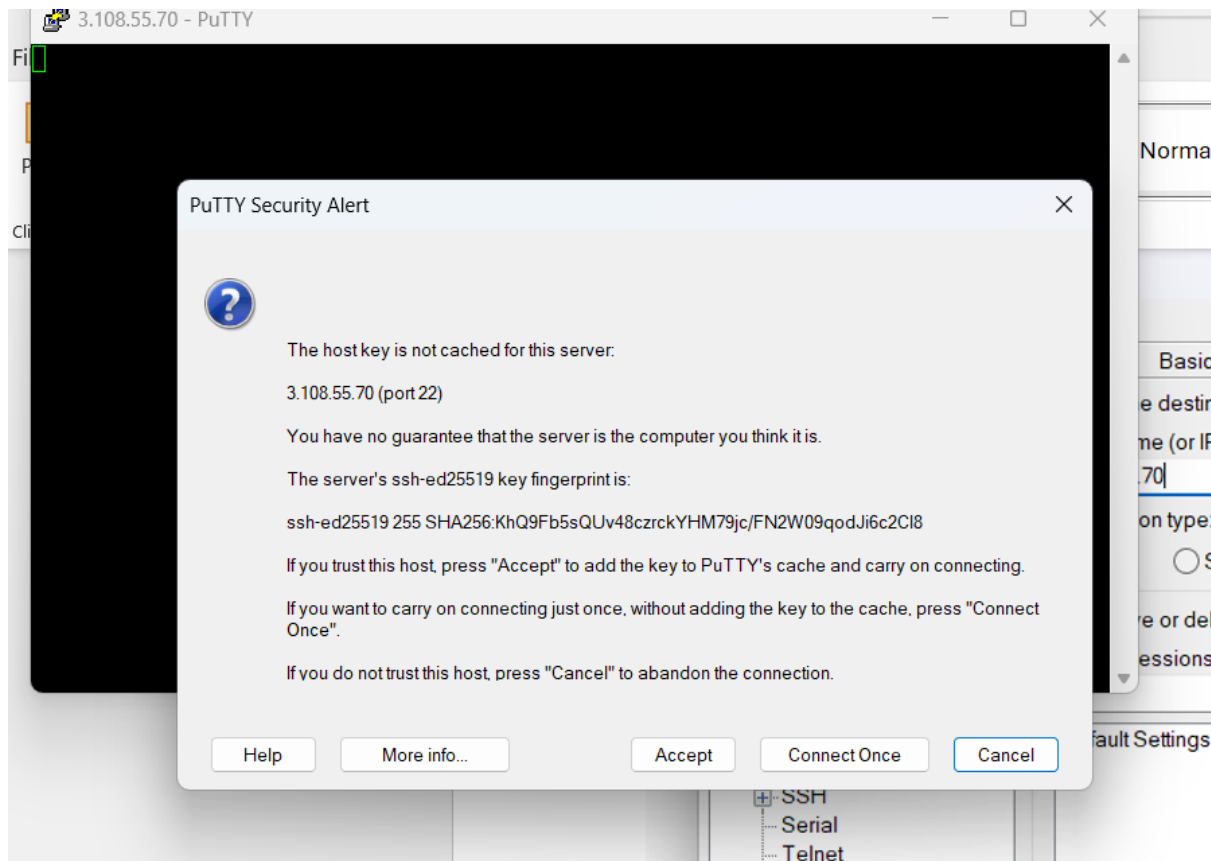 3.108.55.70 - PuTTY
Fi
P
Cli
Norma
PuTTY Security Alert
The host key is not cached for this server:
3.108.55.70 (port 22)
You have no guarantee that the server is the computer you think it is.
The server's ssh-ed25519 key fingerprint is:
ssh-ed25519 255 SHA256:KhQ9Fb5sQUv48czrckYHM79jc/FN2W09qodJi6c2CI8
If you trust this host, press "Accept" to add the key to PuTTY's cache and carry on connecting.
If you want to carry on connecting just once, without adding the key to the cache, press "Connect
Once".
If you do not trust this host, press "Cancel" to abandon the connection.
Help More info... Accept Connect Once Cancel
Basic
e destin
me (or IP
.70
on type:
S
e or del
essions
fault Settings
SSH
Serial
Telnet